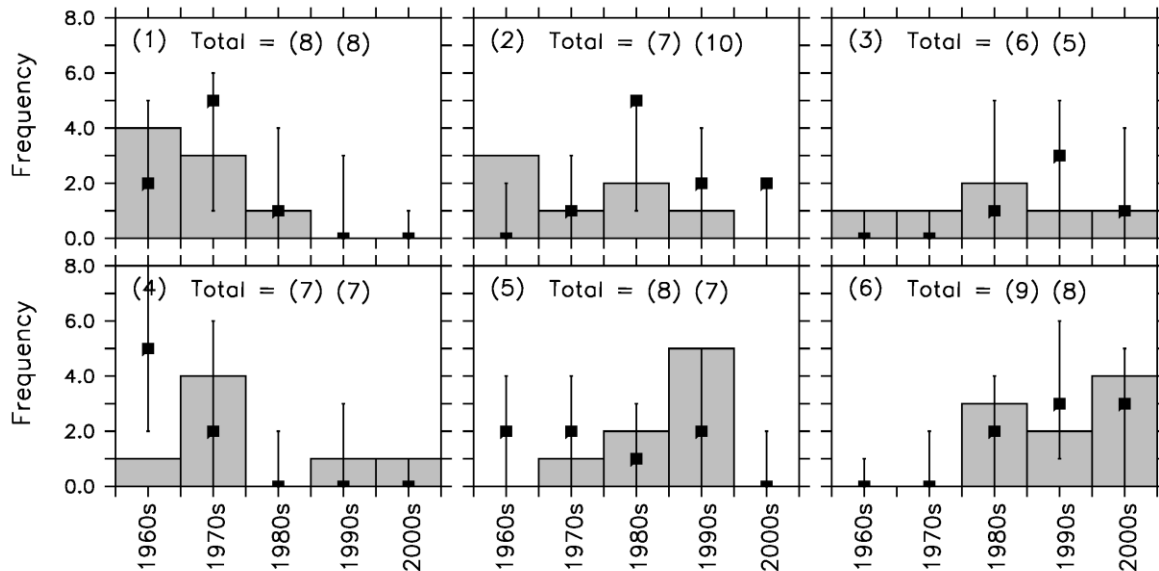 8.0
6.0
4.0
2.0
0.0
Frequency
(1) Total = (8) (8)
(2) Total = (7) (10)
(3) Total = (6) (5)
8.0
6.0
4.0
2.0
0.0
Frequency
(4) Total = (7) (7)
(5) Total = (8) (7)
(6) Total = (9) (8)
1960s
1970s
1980s
1990s
2000s
1960s
1970s
1980s
1990s
2000s
1960s
1970s
1980s
1990s
2000s